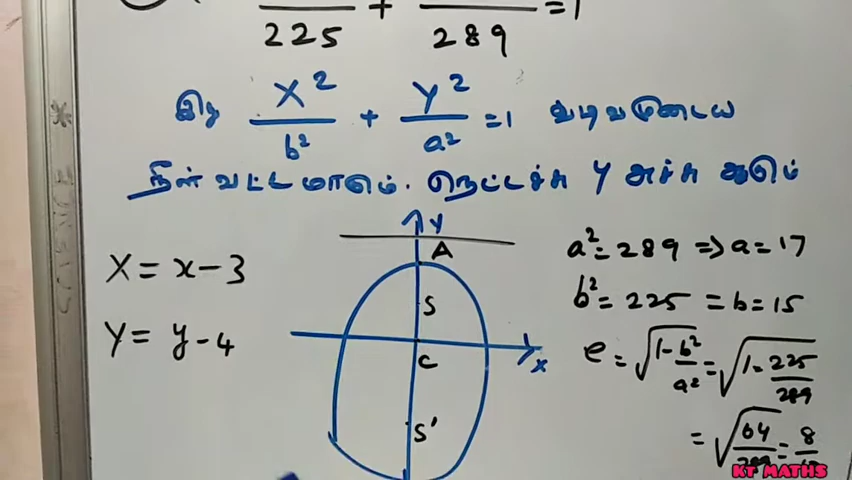 225 + 289 = 1
இது X²/b² + Y²/a² = 1 வடிவமுடைய
நீள் வட்டமாகும். நெட்டச்சு Y அச்சு ஆகும்
Y
A
X = x - 3
a² = 289 => a = 17
S
b² = 225 = b = 15
Y = y - 4
C
x
e = √1 - b²/a² = √1 - 225/289
S'
= √64/289 = 8/
KT MATHS